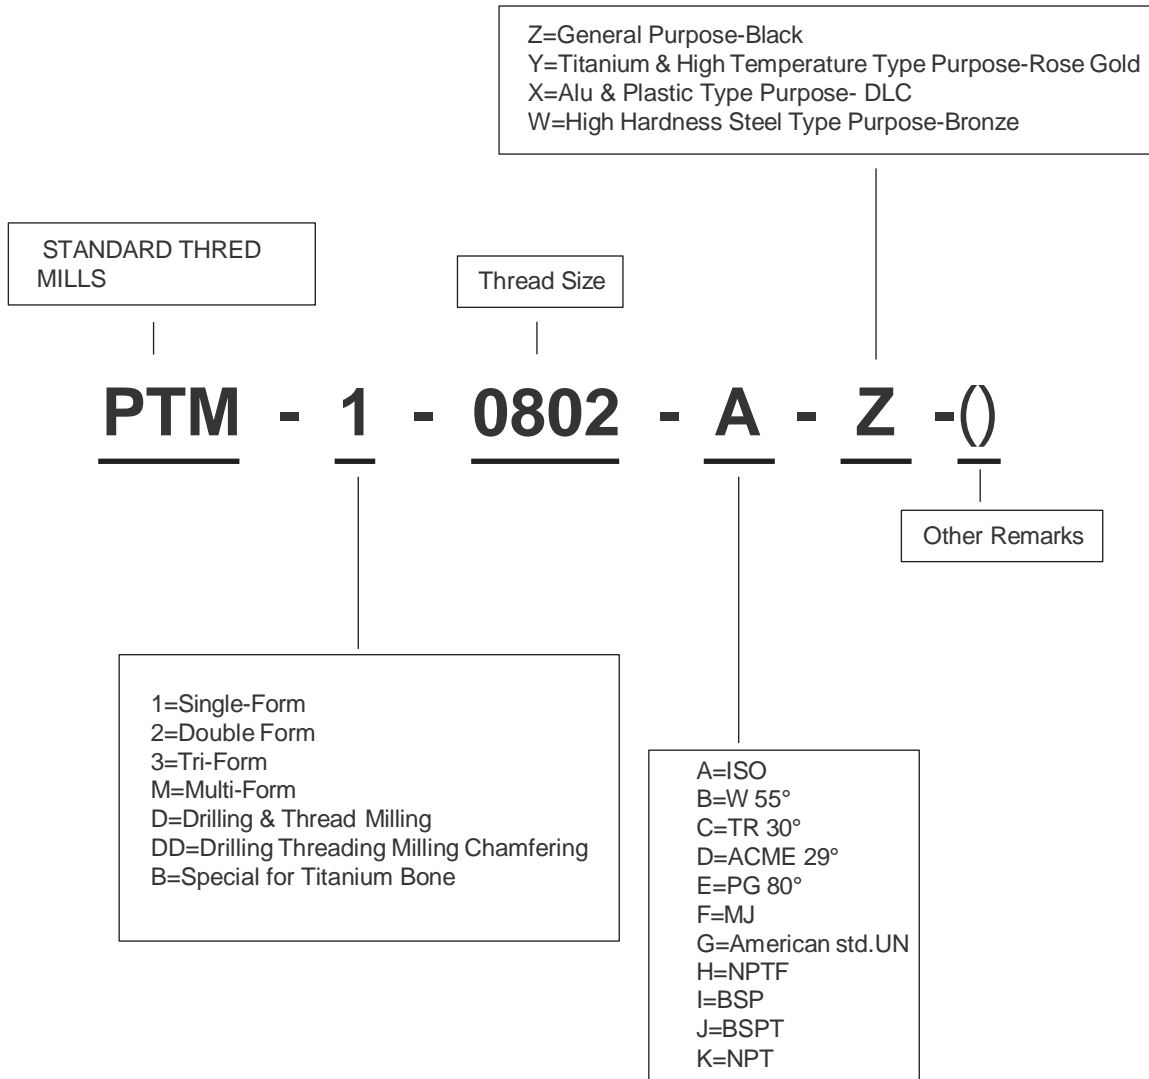 Z=General Purpose-Black
Y=Titanium & High Temperature Type Purpose-Rose Gold
X=Alu & Plastic Type Purpose- DLC
W=High Hardness Steel Type Purpose-Bronze
STANDARD THRED
MILLS
Thread Size
PTM - 1 - 0802 - A - Z -()
Other Remarks
1=Single-Form
2=Double Form
3=Tri-Form
M=Multi-Form
D=Drilling & Thread Milling
DD=Drilling Threading Milling Chamfering
B=Special for Titanium Bone
A=ISO
B=W 55°
C=TR 30°
D=ACME 29°
E=PG 80°
F=MJ
G=American std.UN
H=NPTF
I=BSP
J=BSPT
K=NPT